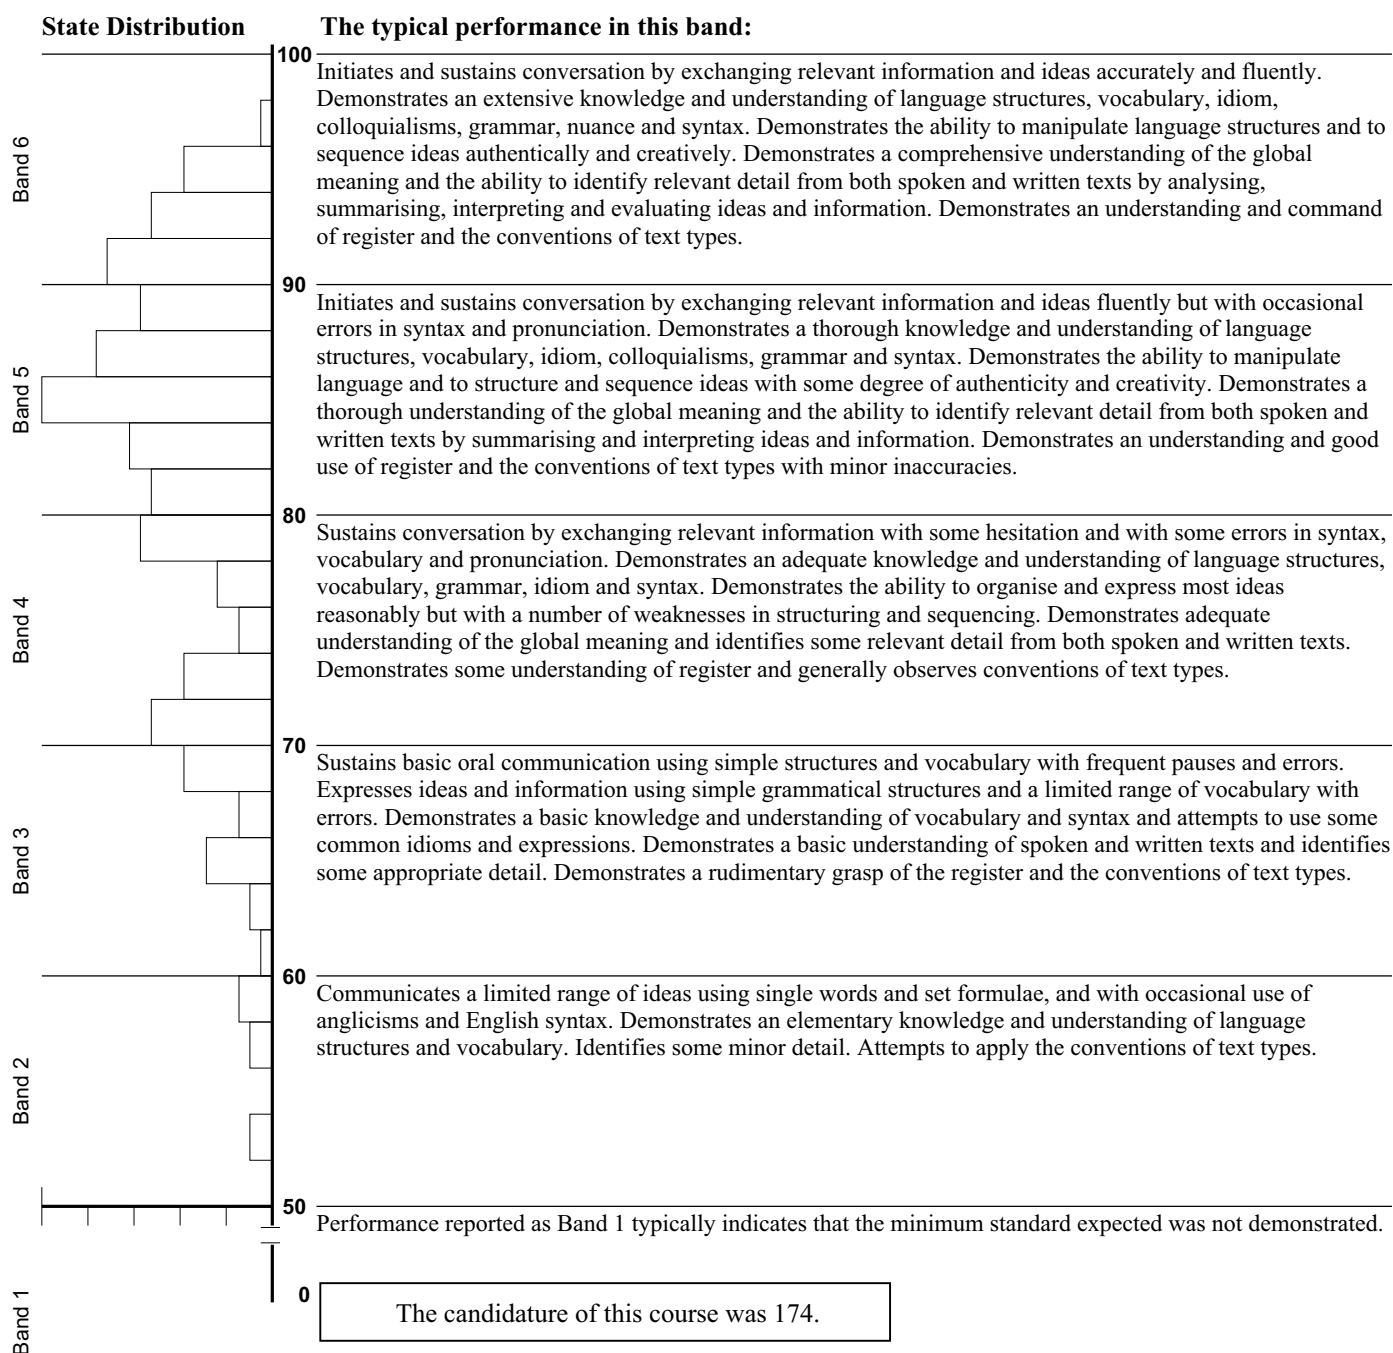 State Distribution
The typical performance in this band:
100
Initiates and sustains conversation by exchanging relevant information and ideas accurately and fluently.
Demonstrates an extensive knowledge and understanding of language structures, vocabulary, idiom,
colloquialisms, grammar, nuance and syntax. Demonstrates the ability to manipulate language structures and to
sequence ideas authentically and creatively. Demonstrates a comprehensive understanding of the global
meaning and the ability to identify relevant detail from both spoken and written texts by analysing,
summarising, interpreting and evaluating ideas and information. Demonstrates an understanding and command
of register and the conventions of text types.
Band 6
90
Initiates and sustains conversation by exchanging relevant information and ideas fluently but with occasional
errors in syntax and pronunciation. Demonstrates a thorough knowledge and understanding of language
structures, vocabulary, idiom, colloquialisms, grammar and syntax. Demonstrates the ability to manipulate
language and to structure and sequence ideas with some degree of authenticity and creativity. Demonstrates a
thorough understanding of the global meaning and the ability to identify relevant detail from both spoken and
written texts by summarising and interpreting ideas and information. Demonstrates an understanding and good
use of register and the conventions of text types with minor inaccuracies.
Band 5
80
Sustains conversation by exchanging relevant information with some hesitation and with some errors in syntax,
vocabulary and pronunciation. Demonstrates an adequate knowledge and understanding of language structures,
vocabulary, grammar, idiom and syntax. Demonstrates the ability to organise and express most ideas
reasonably but with a number of weaknesses in structuring and sequencing. Demonstrates adequate
understanding of the global meaning and identifies some relevant detail from both spoken and written texts.
Demonstrates some understanding of register and generally observes conventions of text types.
Band 4
70
Sustains basic oral communication using simple structures and vocabulary with frequent pauses and errors.
Expresses ideas and information using simple grammatical structures and a limited range of vocabulary with
errors. Demonstrates a basic knowledge and understanding of vocabulary and syntax and attempts to use some
common idioms and expressions. Demonstrates a basic understanding of spoken and written texts and identifies
some appropriate detail. Demonstrates a rudimentary grasp of the register and the conventions of text types.
Band 3
60
Communicates a limited range of ideas using single words and set formulae, and with occasional use of
anglicisms and English syntax. Demonstrates an elementary knowledge and understanding of language
structures and vocabulary. Identifies some minor detail. Attempts to apply the conventions of text types.
Band 2
50
Performance reported as Band 1 typically indicates that the minimum standard expected was not demonstrated.
0
Band 1
The candidature of this course was 174.